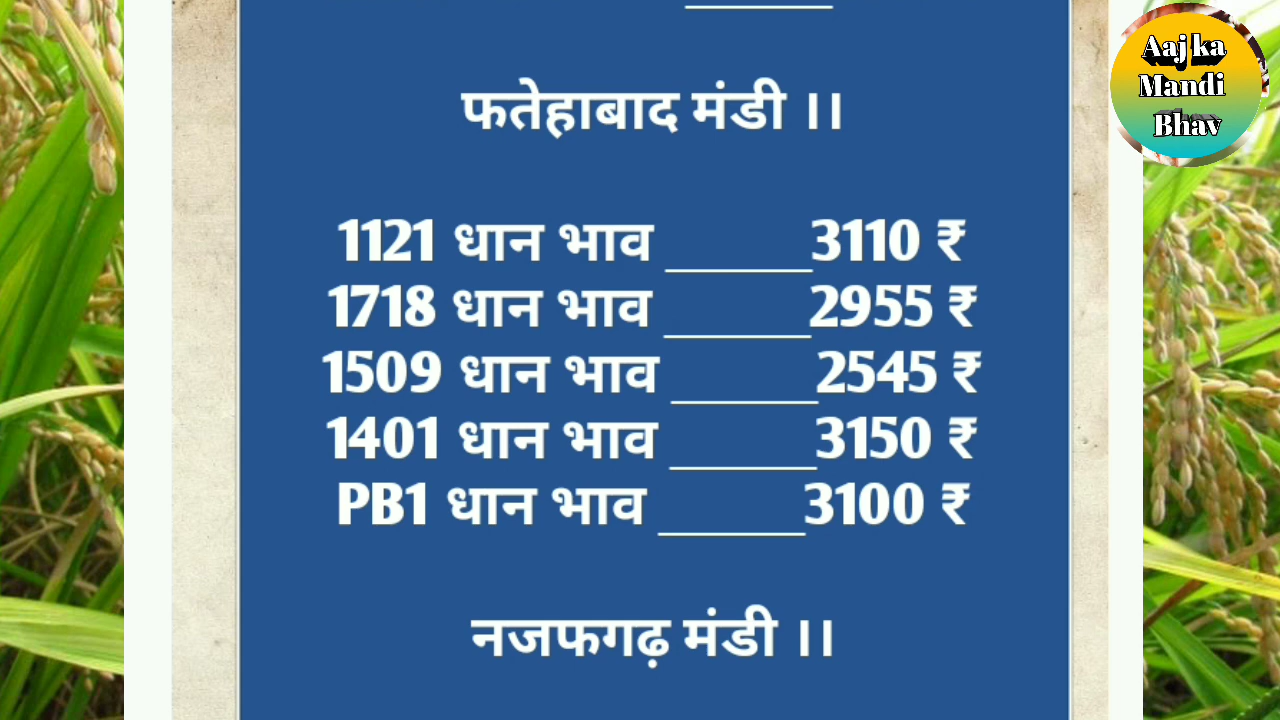 Aaj ka
Mandi
Bhav
फतेहाबाद मंडी ।।
1121 धान भाव ______3110 ₹
1718 धान भाव ______2955 ₹
1509 धान भाव ______2545 ₹
1401 धान भाव ______3150 ₹
PB1 धान भाव ______3100 ₹
नजफगढ़ मंडी ।।